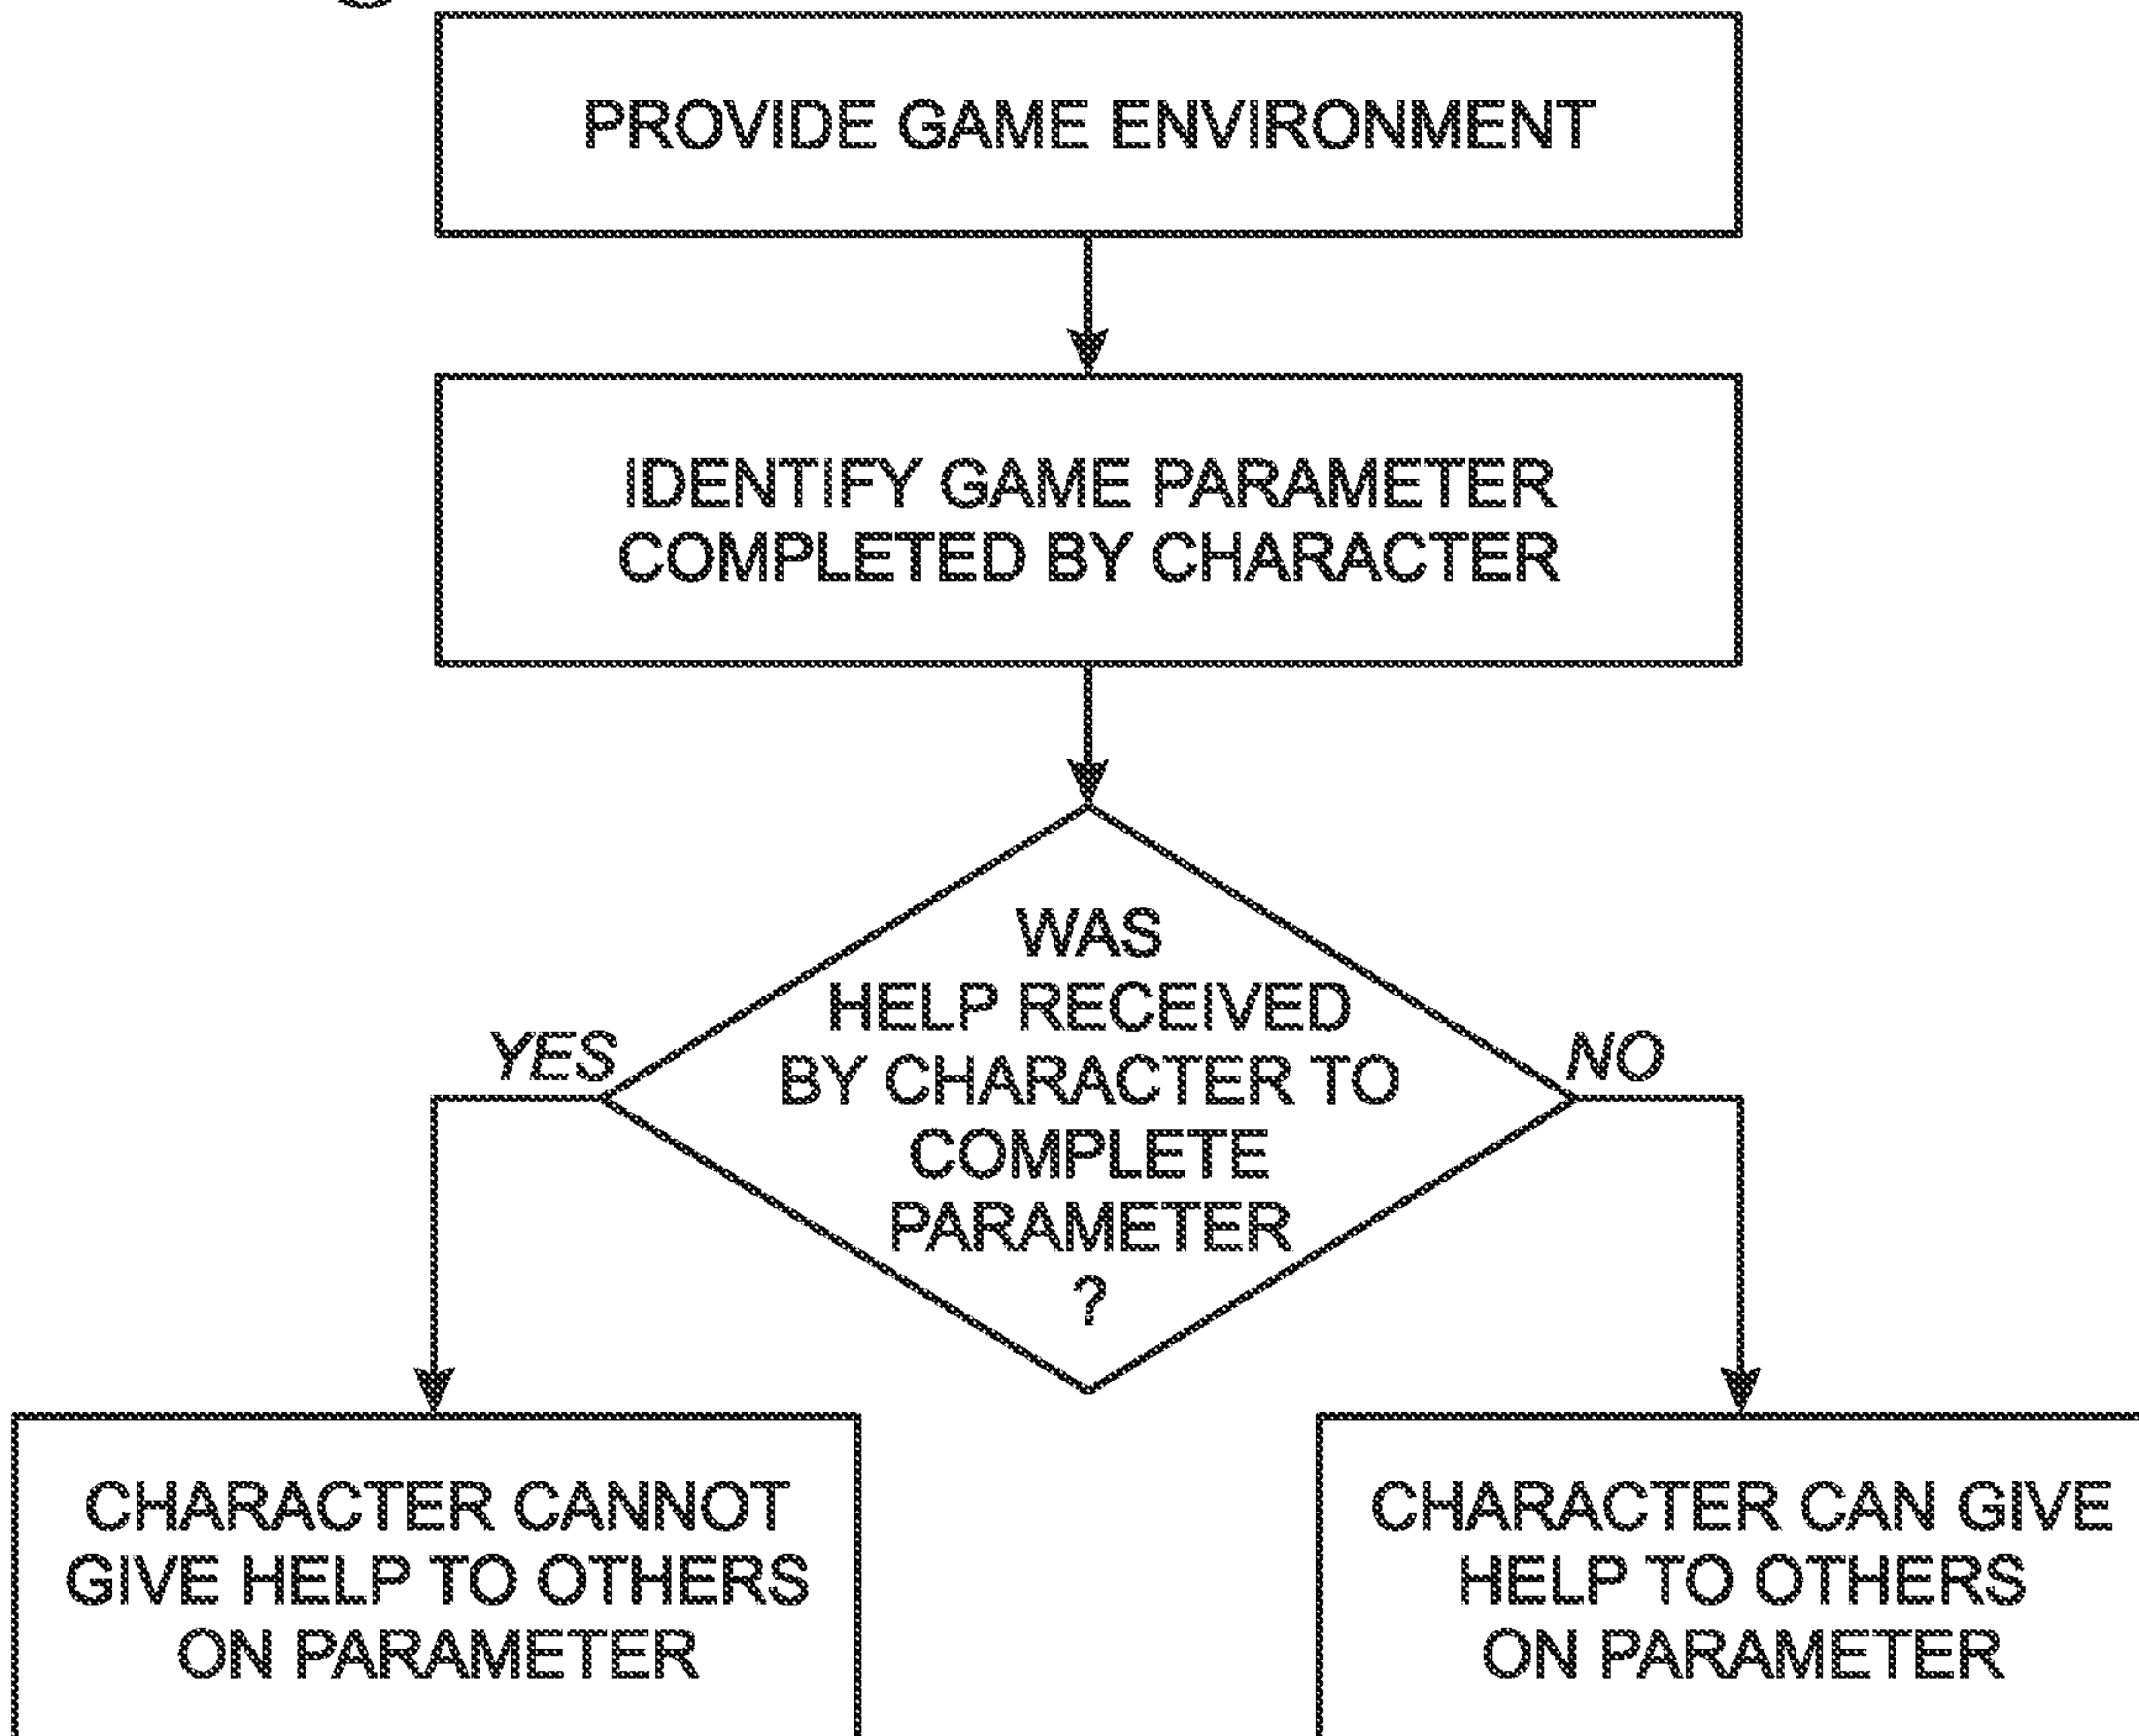 PROVIDE GAME ENVIRONMENT
IDENTIFY GAME PARAMETER
COMPLETED BY CHARACTER
WAS
HELP RECEIVED
BY CHARACTER TO
COMPLETE
PARAMETER
?
YES
NO
CHARACTER CANNOT
GIVE HELP TO OTHERS
ON PARAMETER
CHARACTER CAN GIVE
HELP TO OTHERS
ON PARAMETER